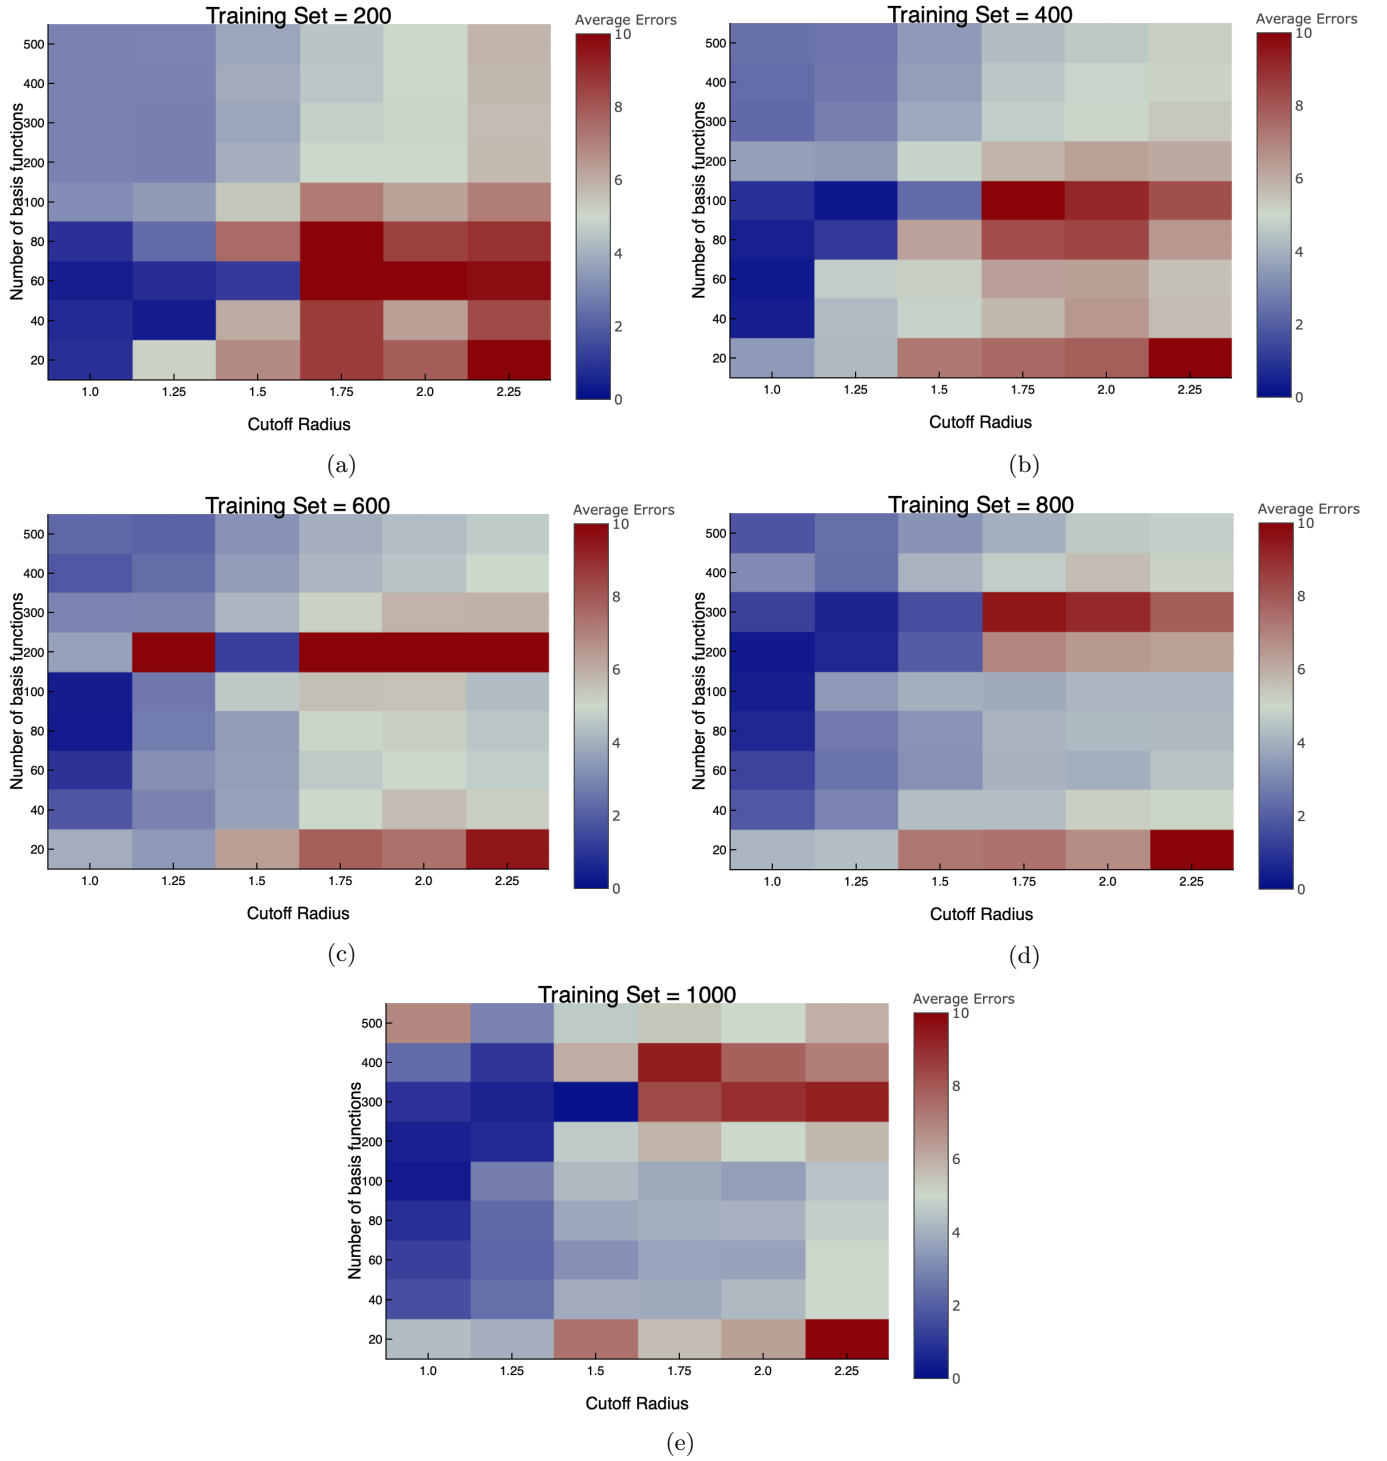 Training Set = 200
Average Errors
Number of basis functions
500
400
300
200
100
80
60
40
20
1.0 1.25 1.5 1.75 2.0 2.25
Cutoff Radius
10
8
6
4
2
0
(a)
Training Set = 400
Average Errors
Number of basis functions
500
400
300
200
100
80
60
40
20
1.0 1.25 1.5 1.75 2.0 2.25
Cutoff Radius
10
8
6
4
2
0
(b)
Training Set = 600
Average Errors
Number of basis functions
500
400
300
200
100
80
60
40
20
1.0 1.25 1.5 1.75 2.0 2.25
Cutoff Radius
10
8
6
4
2
0
(c)
Training Set = 800
Average Errors
Number of basis functions
500
400
300
200
100
80
60
40
20
1.0 1.25 1.5 1.75 2.0 2.25
Cutoff Radius
10
8
6
4
2
0
(d)
Training Set = 1000
Average Errors
Number of basis functions
500
400
300
200
100
80
60
40
20
1.0 1.25 1.5 1.75 2.0 2.25
Cutoff Radius
10
8
6
4
2
0
(e)